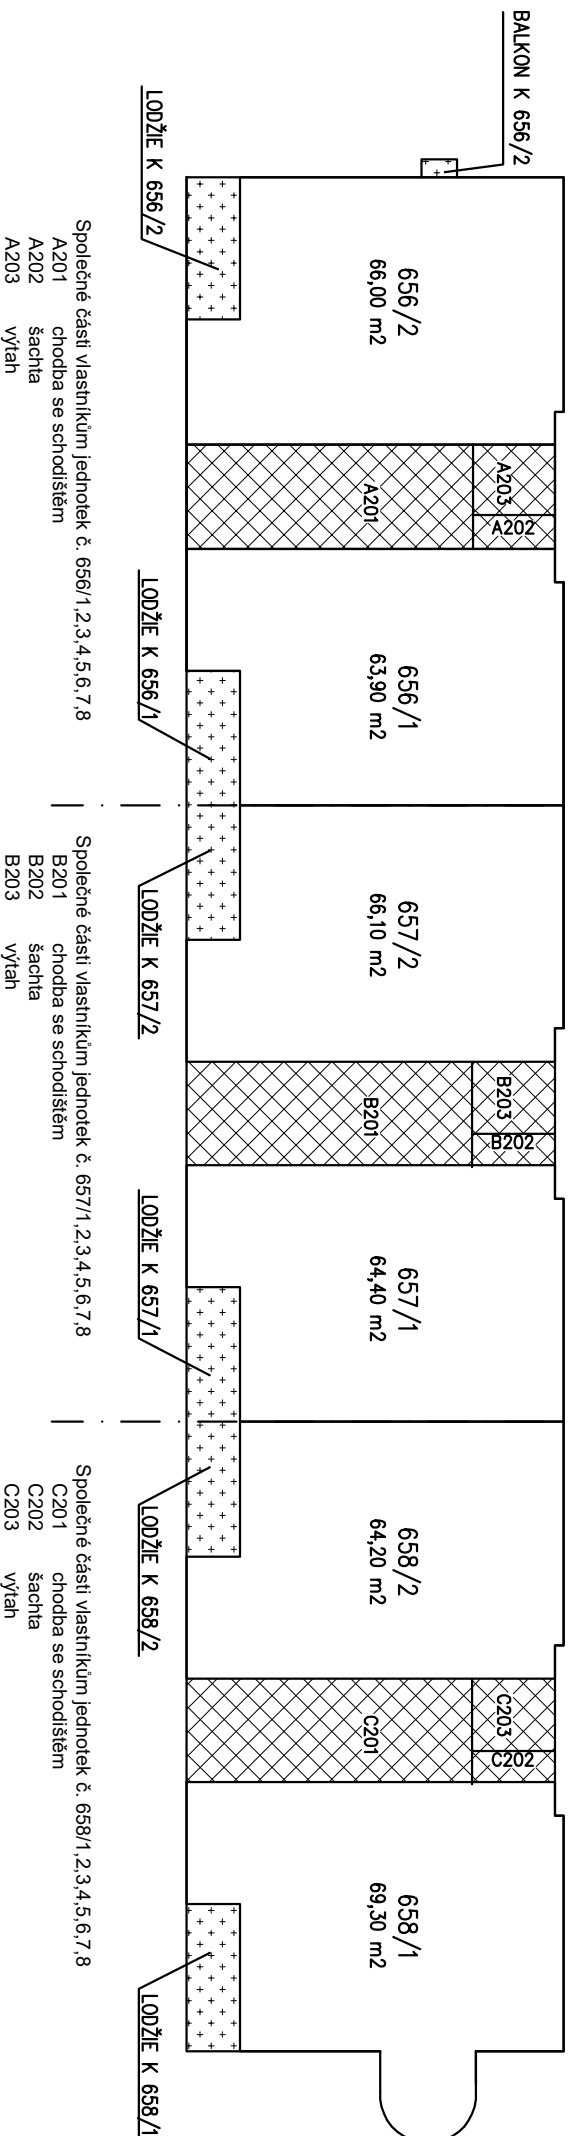 BALKON K 656/2
LODŽIE K 656/2
656/2
66,00 m2
A203
A202
A201
656/1
63,90 m2
LODŽIE K 656/1
657/2
66,10 m2
LODŽIE K 657/2
B203
B202
B201
657/1
64,40 m2
LODŽIE K 657/1
658/2
64,20 m2
LODŽIE K 658/2
C203
C202
C201
658/1
69,30 m2
LODŽIE K 658/1
Společné části vlastníkům jednotek č. 656/1,2,3,4,5,6,7,8
A201 chodba se schodištěm
A202 šachta
A203 výtah
Společné části vlastníkům jednotek č. 657/1,2,3,4,5,6,7,8
B201 chodba se schodištěm
B202 šachta
B203 výtah
Společné části vlastníkům jednotek č. 658/1,2,3,4,5,6,7,8
C201 chodba se schodištěm
C202 šachta
C203 výtah